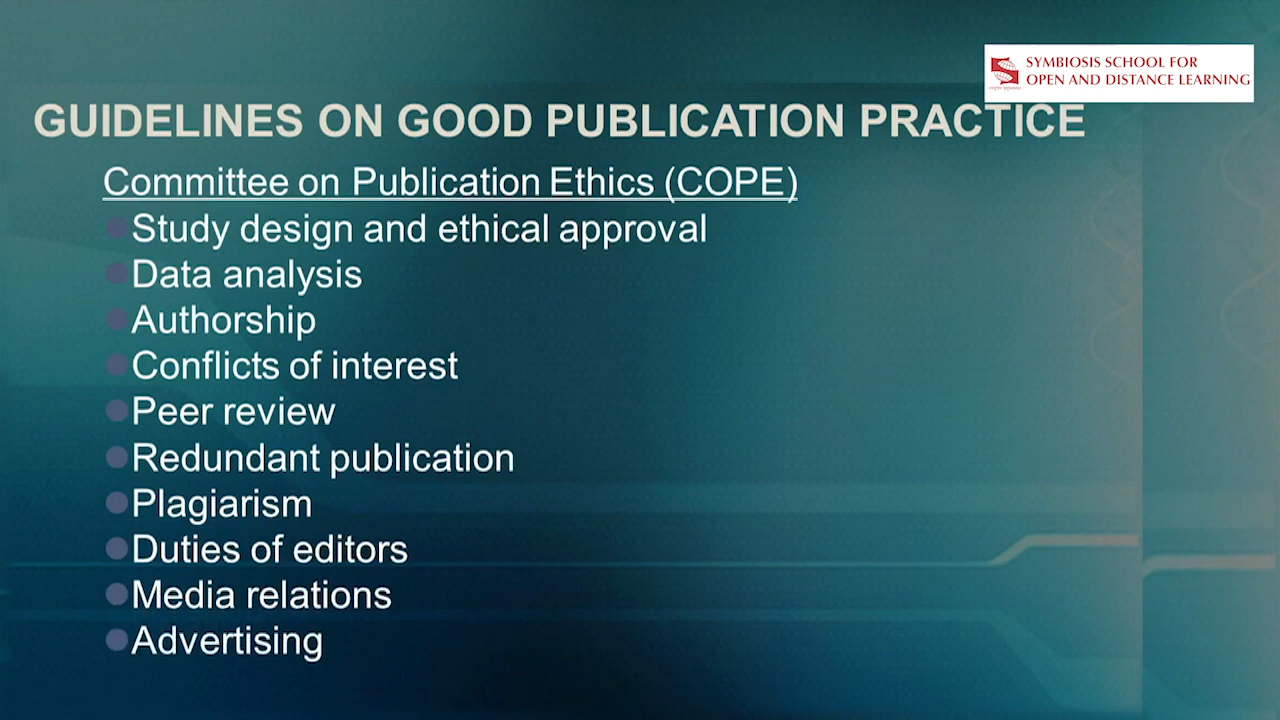 SYMBIOSIS SCHOOL FOR
OPEN AND DISTANCE LEARNING
GUIDELINES ON GOOD PUBLICATION PRACTICE
Committee on Publication Ethics (COPE)
Study design and ethical approval
Data analysis
Authorship
Conflicts of interest
Peer review
Redundant publication
Plagiarism
Duties of editors
Media relations
Advertising